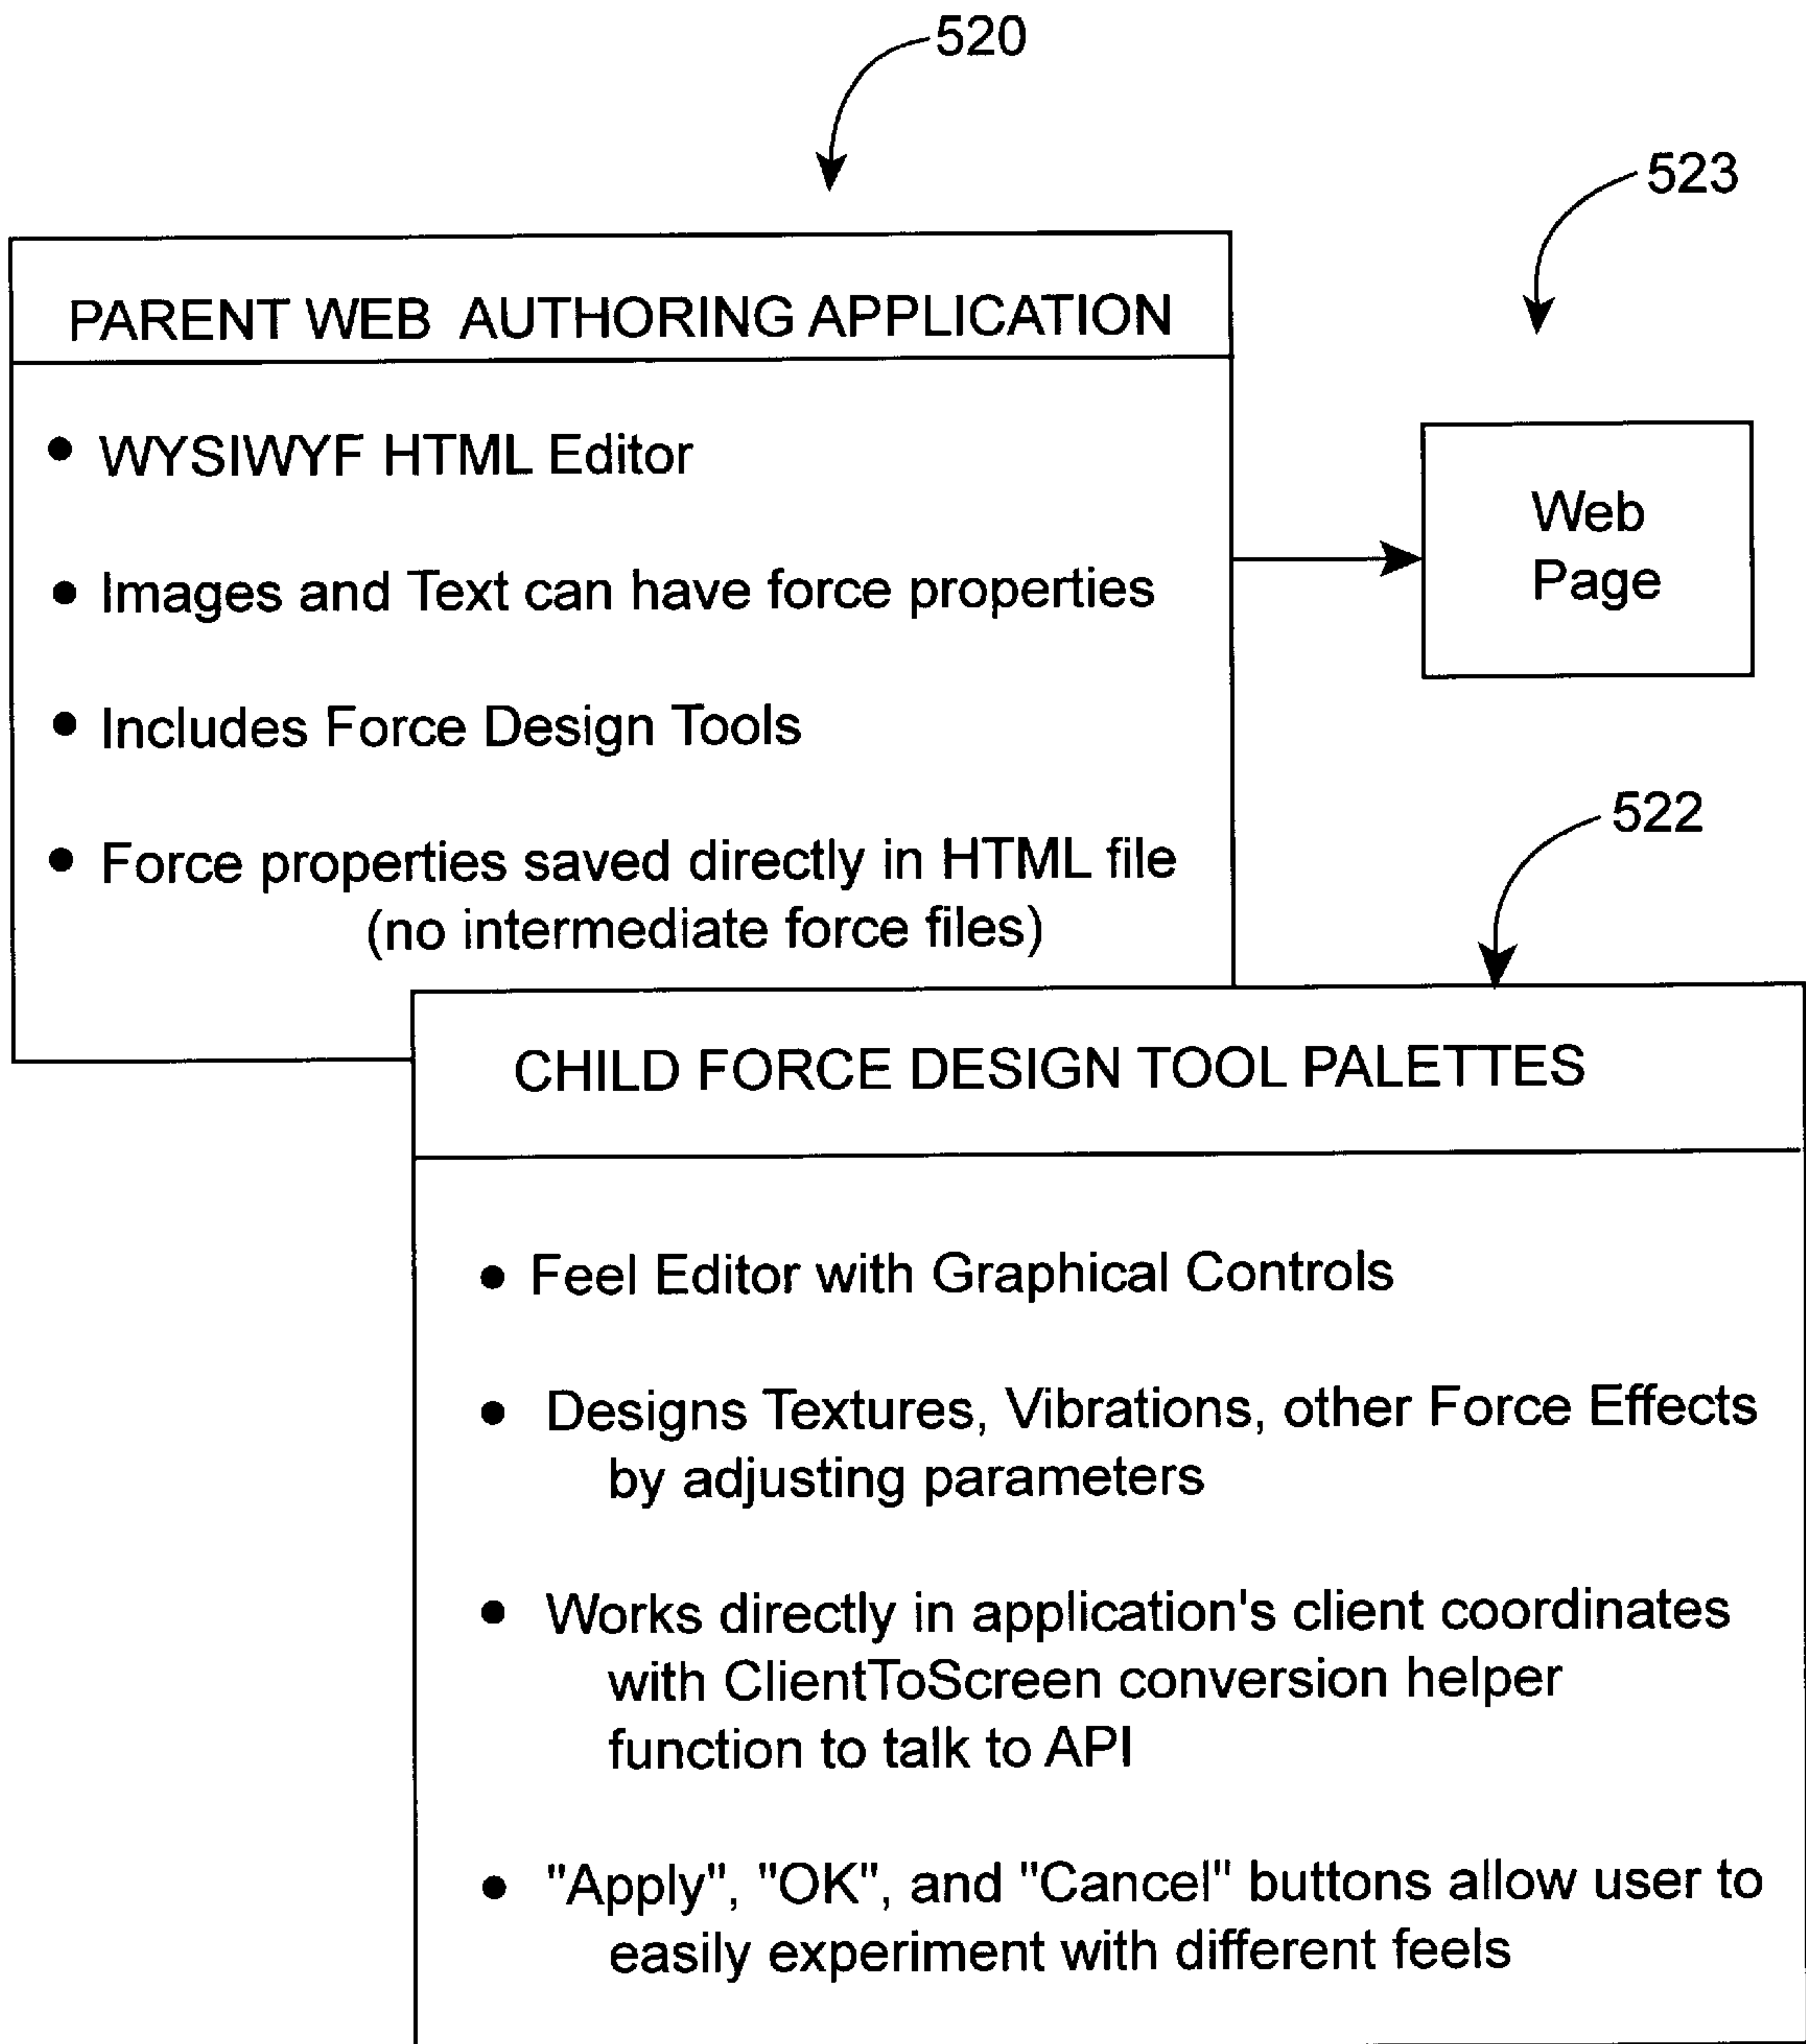 520
523
PARENT WEB AUTHORING APPLICATION
• WYSIWYF HTML Editor
• Images and Text can have force properties
• Includes Force Design Tools
• Force properties saved directly in HTML file
(no intermediate force files)
Web
Page
522
CHILD FORCE DESIGN TOOL PALETTES
• Feel Editor with Graphical Controls
• Designs Textures, Vibrations, other Force Effects
by adjusting parameters
• Works directly in application's client coordinates
with ClientToScreen conversion helper
function to talk to API
• "Apply", "OK", and "Cancel" buttons allow user to
easily experiment with different feels